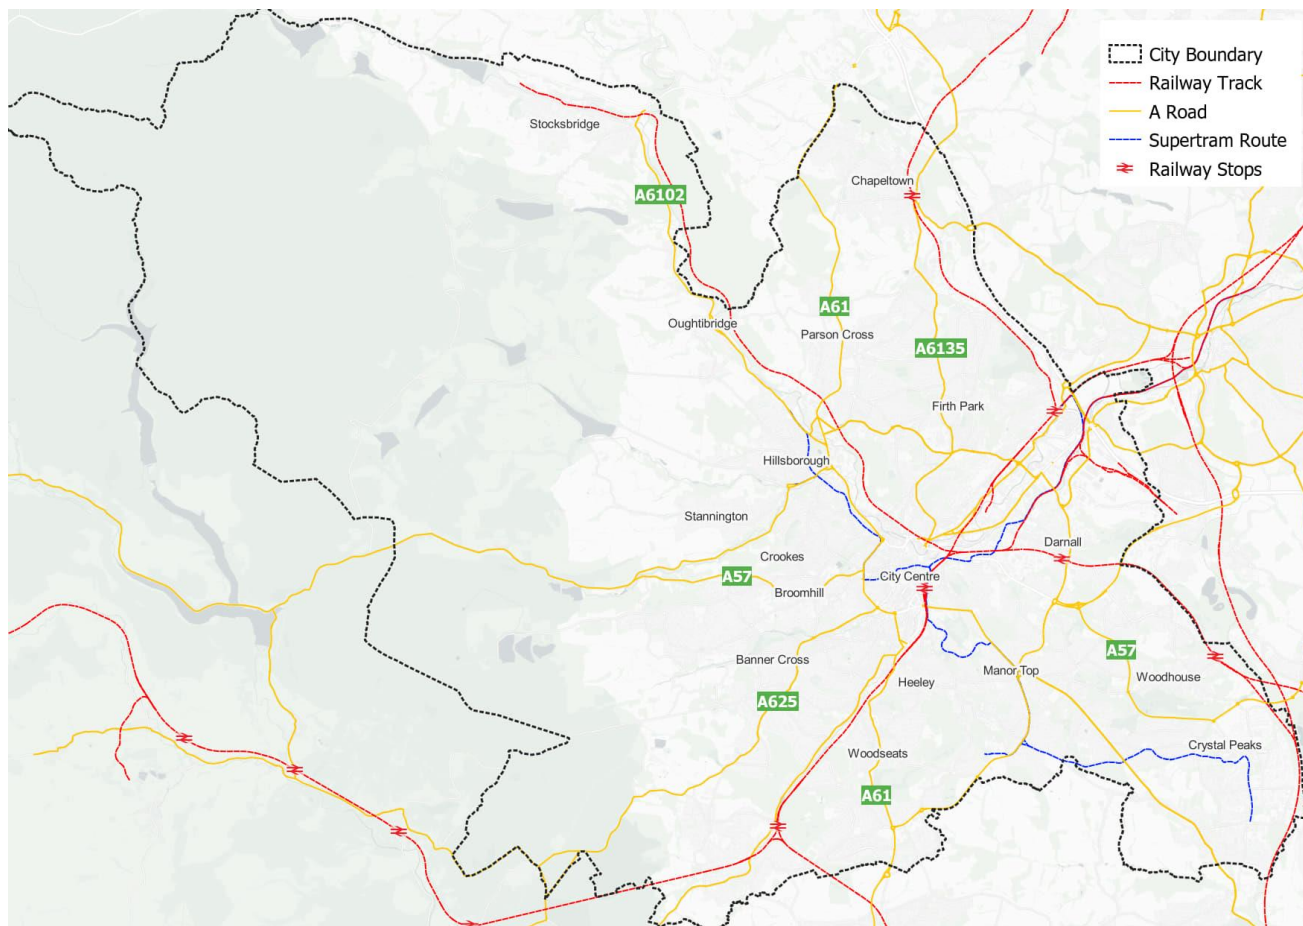 City Boundary
Railway Track
A Road
Supertram Route
Railway Stops
Stocksbridge
Chapeltown
A6102
A61
Oughtibridge
Parson Cross
A6135
Firth Park
Hillsborough
Stannington
Darnall
Crookes
City Centre
A57
Broomhill
Banner Cross
A57
Manor Top
Woodhouse
Heeley
A625
Crystal Peaks
Woodseats
A61